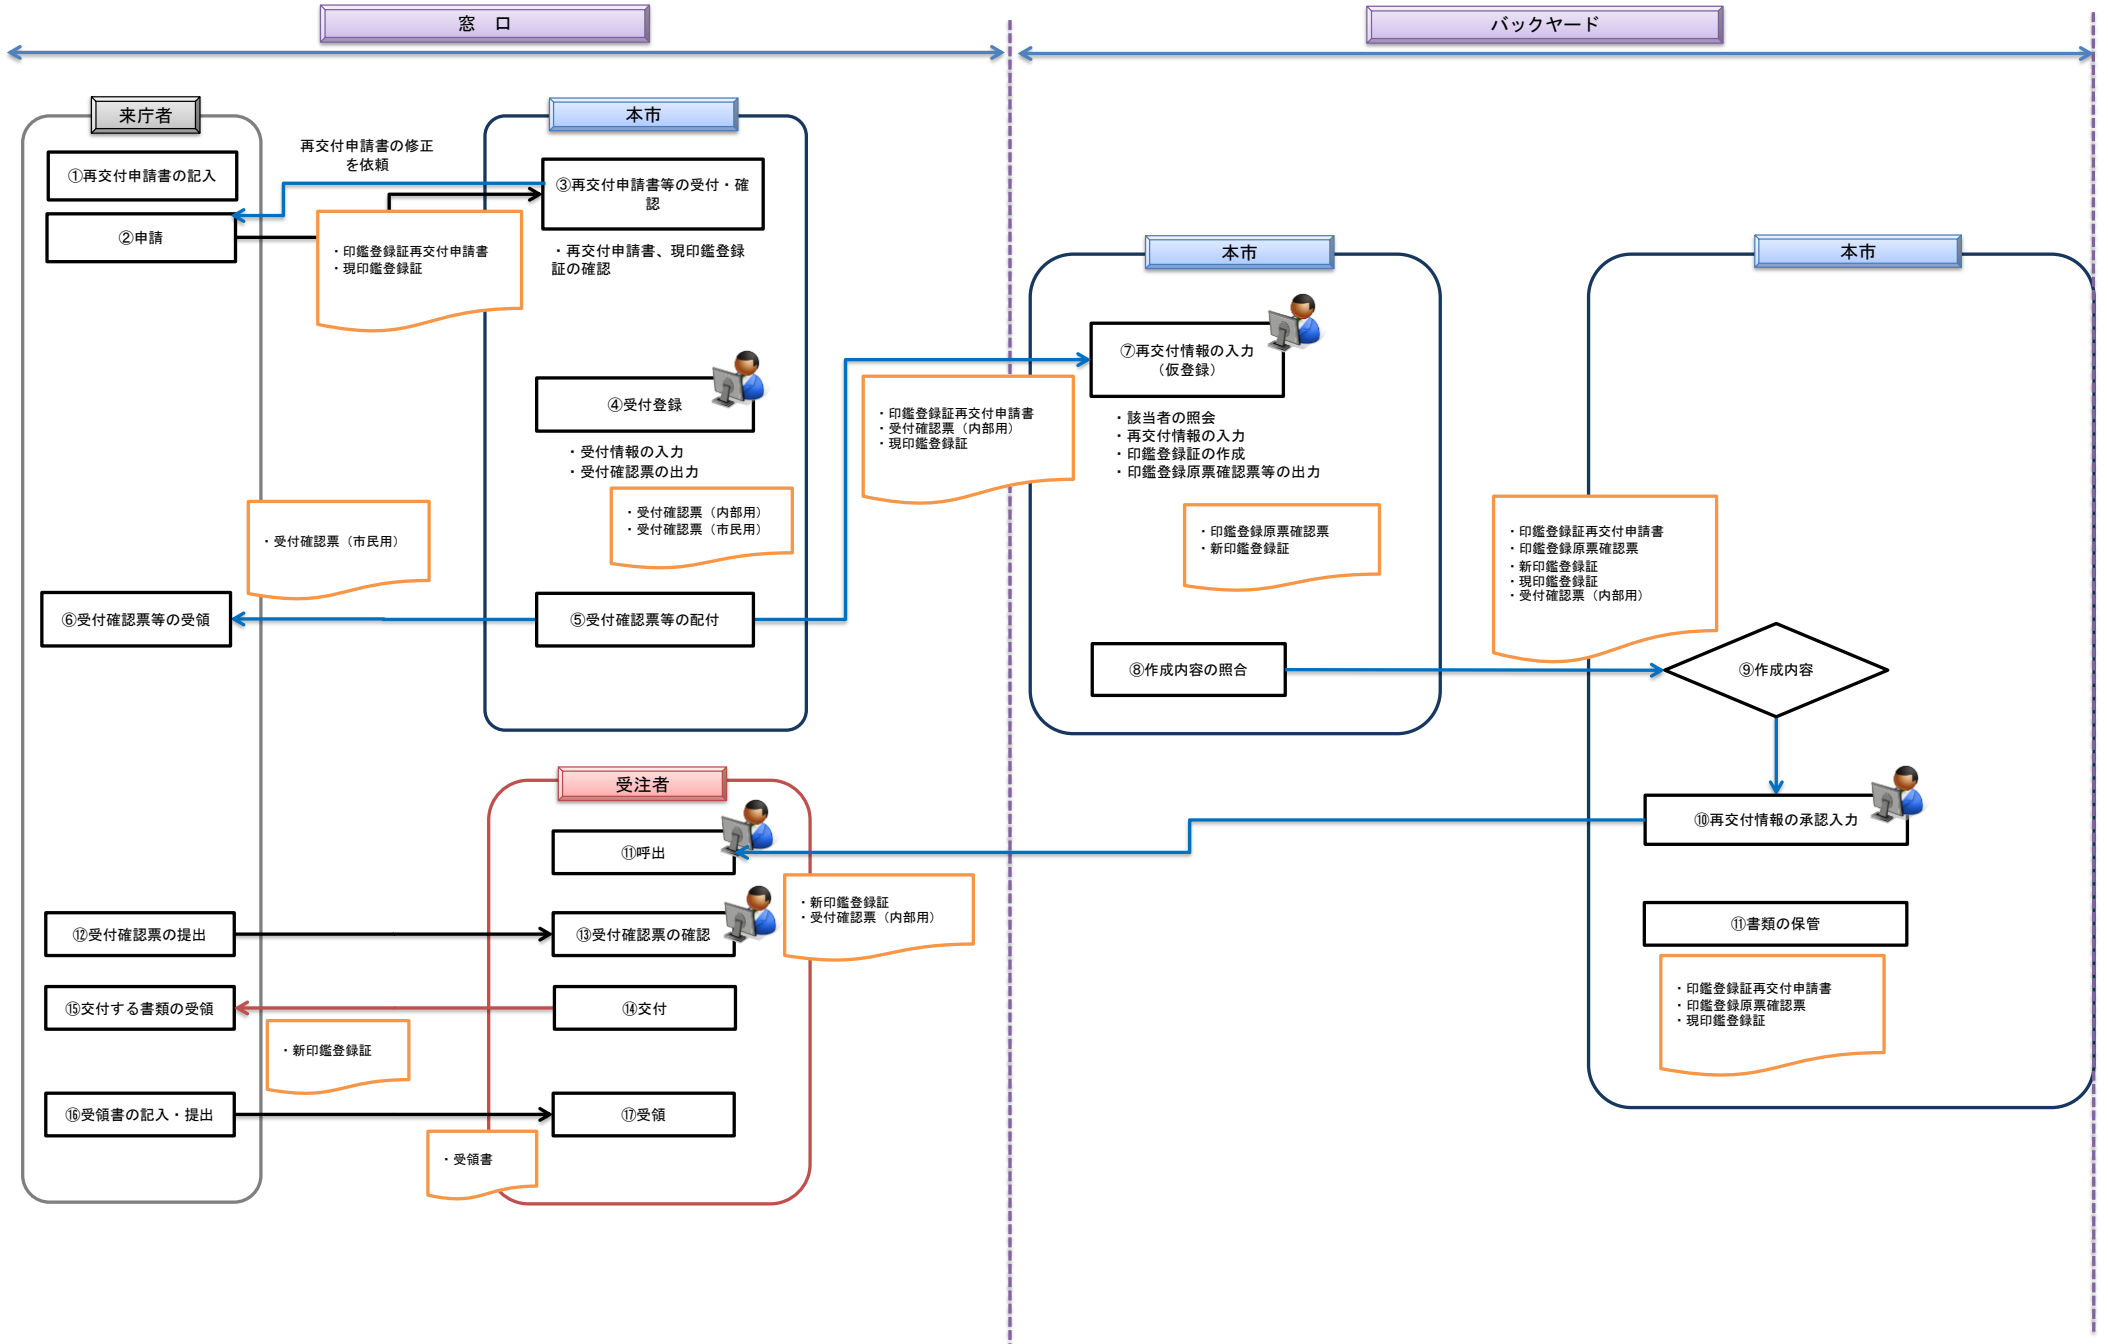 窓　口
バックヤード
来庁者
本市
①再交付申請書の記入
再交付申請書の修正
を依頼
③再交付申請書等の受付・確
認
②申請
・印鑑登録証再交付申請書
・現印鑑登録証
・再交付申請書、現印鑑登録
証の確認
④受付登録
・受付情報の入力
・受付確認票の出力
・受付確認票（内部用）
・受付確認票（市民用）
・受付確認票（市民用）
⑥受付確認票等の受領
⑤受付確認票等の配付
本市
⑦再交付情報の入力
（仮登録）
・印鑑登録証再交付申請書
・受付確認票（内部用）
・現印鑑登録証
・該当者の照会
・再交付情報の入力
・印鑑登録証の作成
・印鑑登録原票確認票等の出力
・印鑑登録原票確認票
・新印鑑登録証
⑧作成内容の照合
本市
・印鑑登録証再交付申請書
・印鑑登録原票確認票
・新印鑑登録証
・現印鑑登録証
・受付確認票（内部用）
⑨作成内容
⑩再交付情報の承認入力
⑪書類の保管
・印鑑登録証再交付申請書
・印鑑登録原票確認票
・現印鑑登録証
受注者
⑪呼出
・新印鑑登録証
・受付確認票（内部用）
⑫受付確認票の提出
⑬受付確認票の確認
⑮交付する書類の受領
⑭交付
・新印鑑登録証
⑯受領書の記入・提出
⑰受領
・受領書